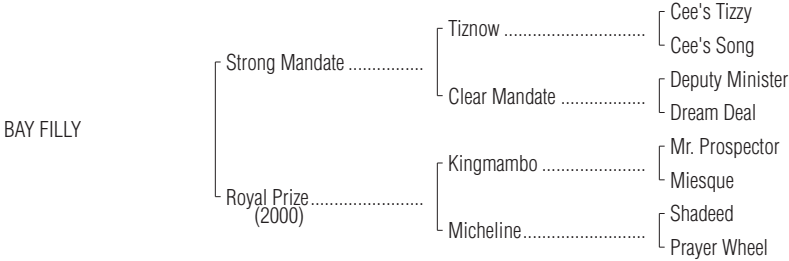 Cee's Tizzy
Tiznow ..............................
Cee's Song
Strong Mandate ................
Deputy Minister
Clear Mandate ..................
Dream Deal
BAY FILLY
Mr. Prospector
Kingmambo ......................
Miesque
Royal Prize........................
(2000)
Shadeed
Micheline..........................
Prayer Wheel